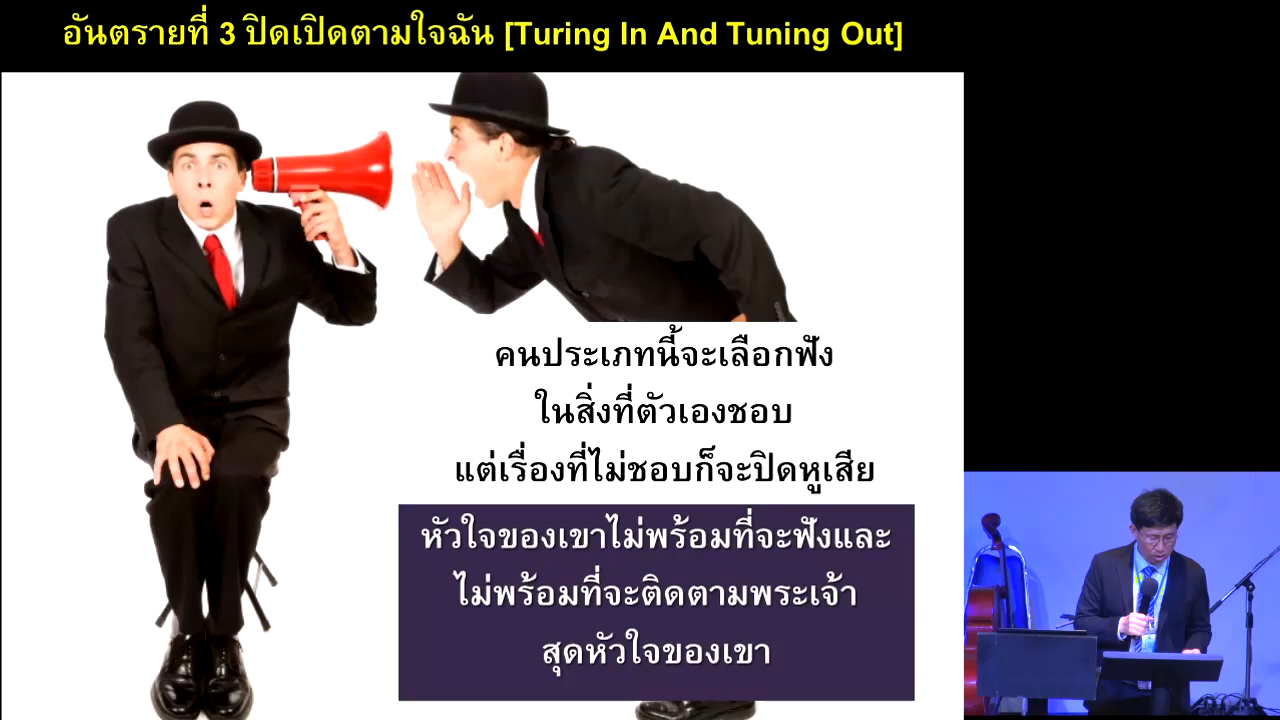 อันตรายที่ 3 ปิดเปิดตามใจฉัน [Turing In And Tuning Out]
คนประเภทนี้จะเลือกฟัง
ในสิ่งที่ตัวเองชอบ
แต่เรื่องที่ไม่ชอบก็จะปิดหูเสีย
หัวใจของเขาไม่พร้อมที่จะฟังและ
ไม่พร้อมที่จะติดตามพระเจ้า
สุดหัวใจของเขา